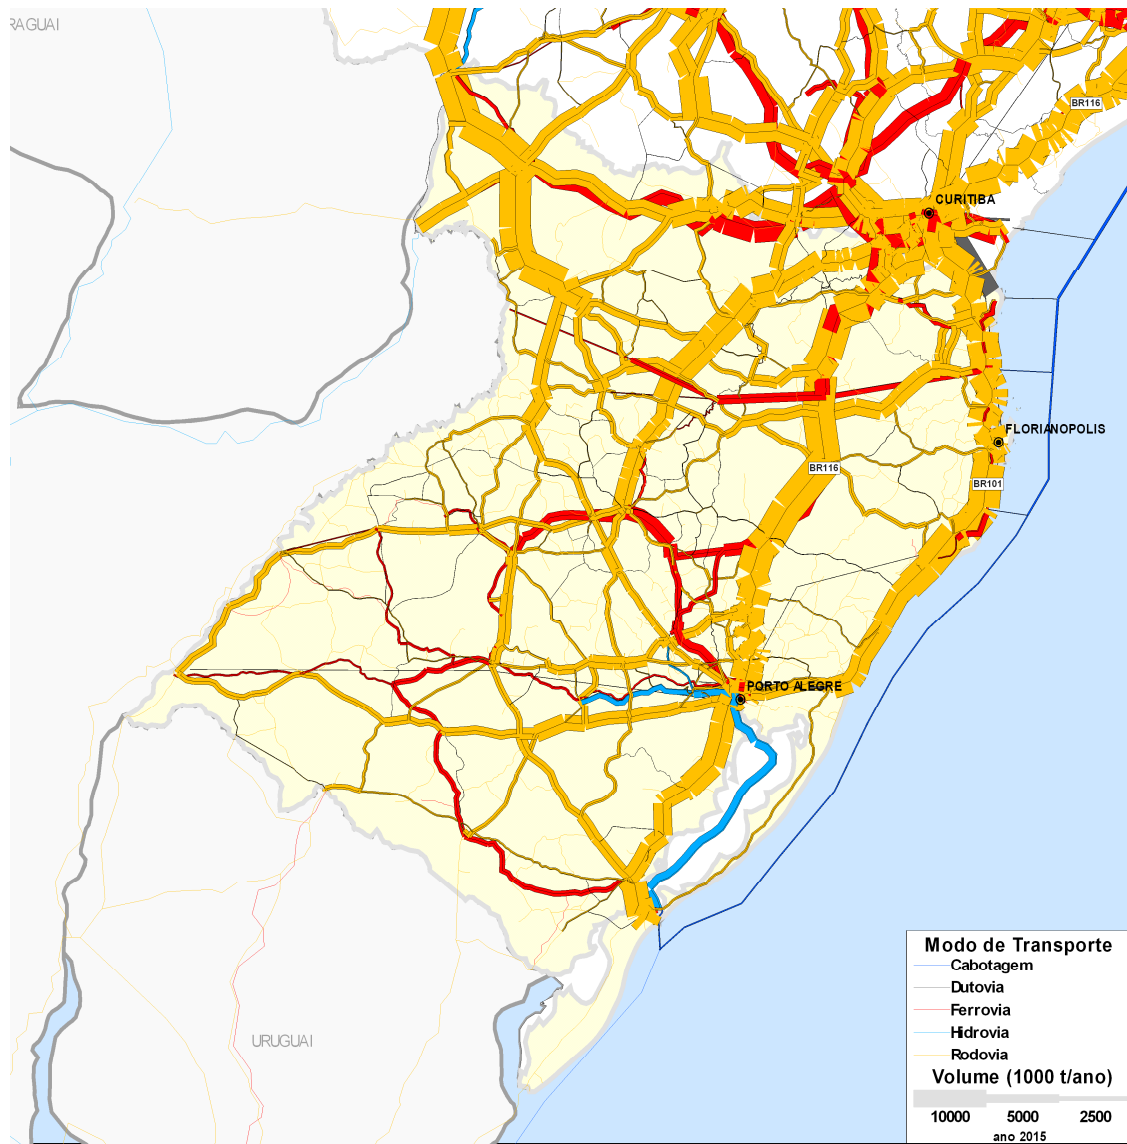 RAGUAI
BR116
CURITIBA
FLORIANOPOLIS
BR116
BR101
PORTO ALEGRE
URUGUAI
Modo de Transporte
Cabotagem
Dutovia
Ferrovia
Hidrovia
Rodovia
Volume (1000 t/ano)
10000 5000 2500
ano 2015